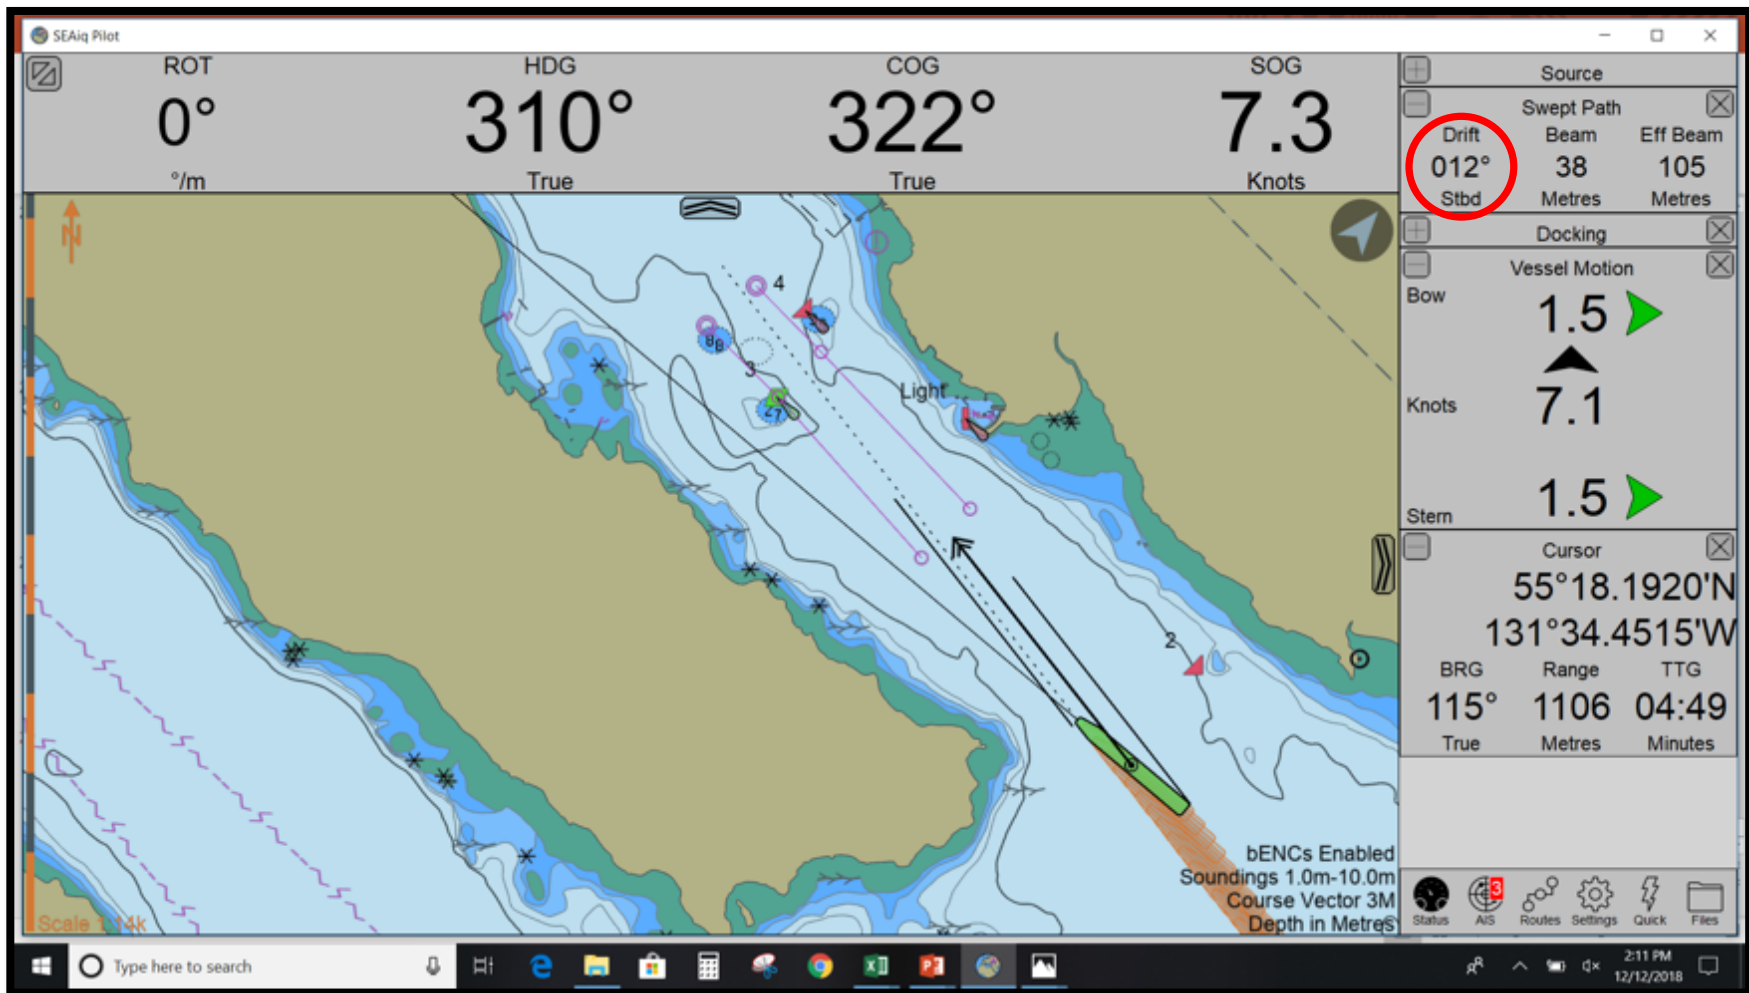 SEAiq Pilot
ROT
0°
°/m
HDG
310°
True
COG
322°
True
SOG
7.3
Knots
Source
Swept Path
Drift Beam Eff Beam
012° 38 105
Stbd Metres Metres
Docking
Vessel Motion
Bow 1.5
Knots 7.1
Stern 1.5
Cursor
55°18.1920'N
131°34.4515'W
BRG Range TTG
115° 1106 04:49
True Metres Minutes
Status AIS 3 Routes Settings Quick Files
N
4
3
Light
2
bENCs Enabled
Soundings 1.0m-10.0m
Course Vector 3M
Depth in Metres
Scale 1:14k
Type here to search
2:11 PM
12/12/2018